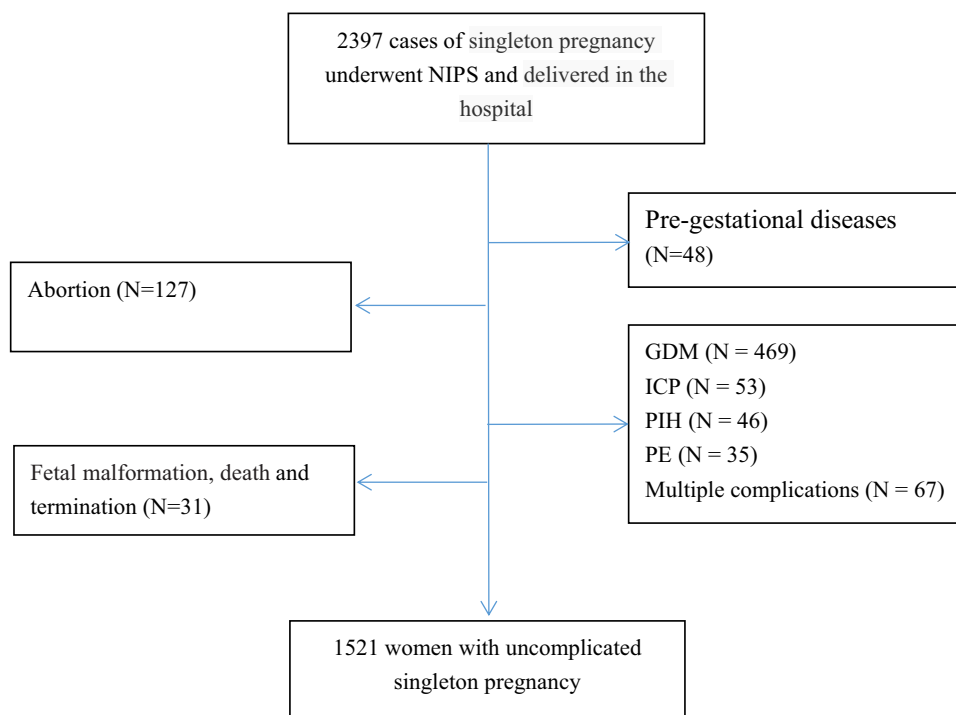 2397 cases of singleton pregnancy
underwent NIPS and delivered in the
hospital
Pre-gestational diseases
(N=48)
Abortion (N=127)
GDM (N = 469)
ICP (N = 53)
PIH (N = 46)
PE (N = 35)
Multiple complications (N = 67)
Fetal malformation, death and
termination (N=31)
1521 women with uncomplicated
singleton pregnancy